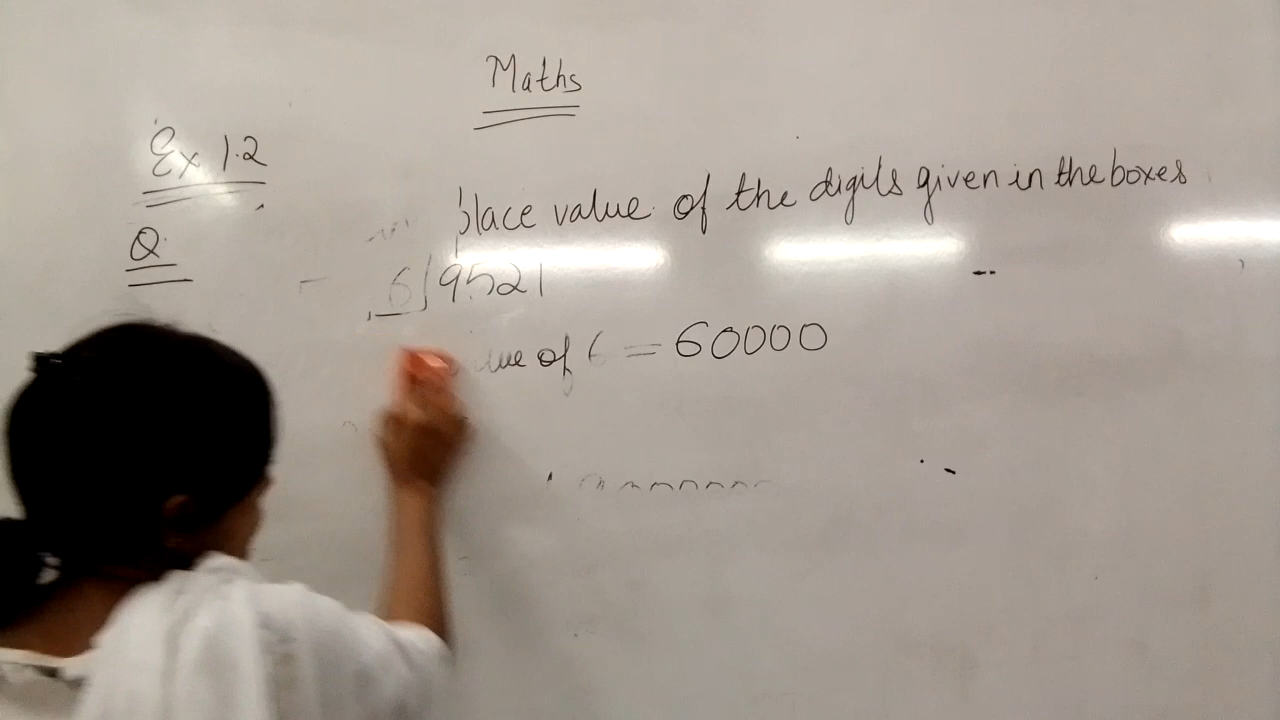 Maths
Ex 1.2
Q place value of the digits given in the boxes
69521
of 6 = 60000